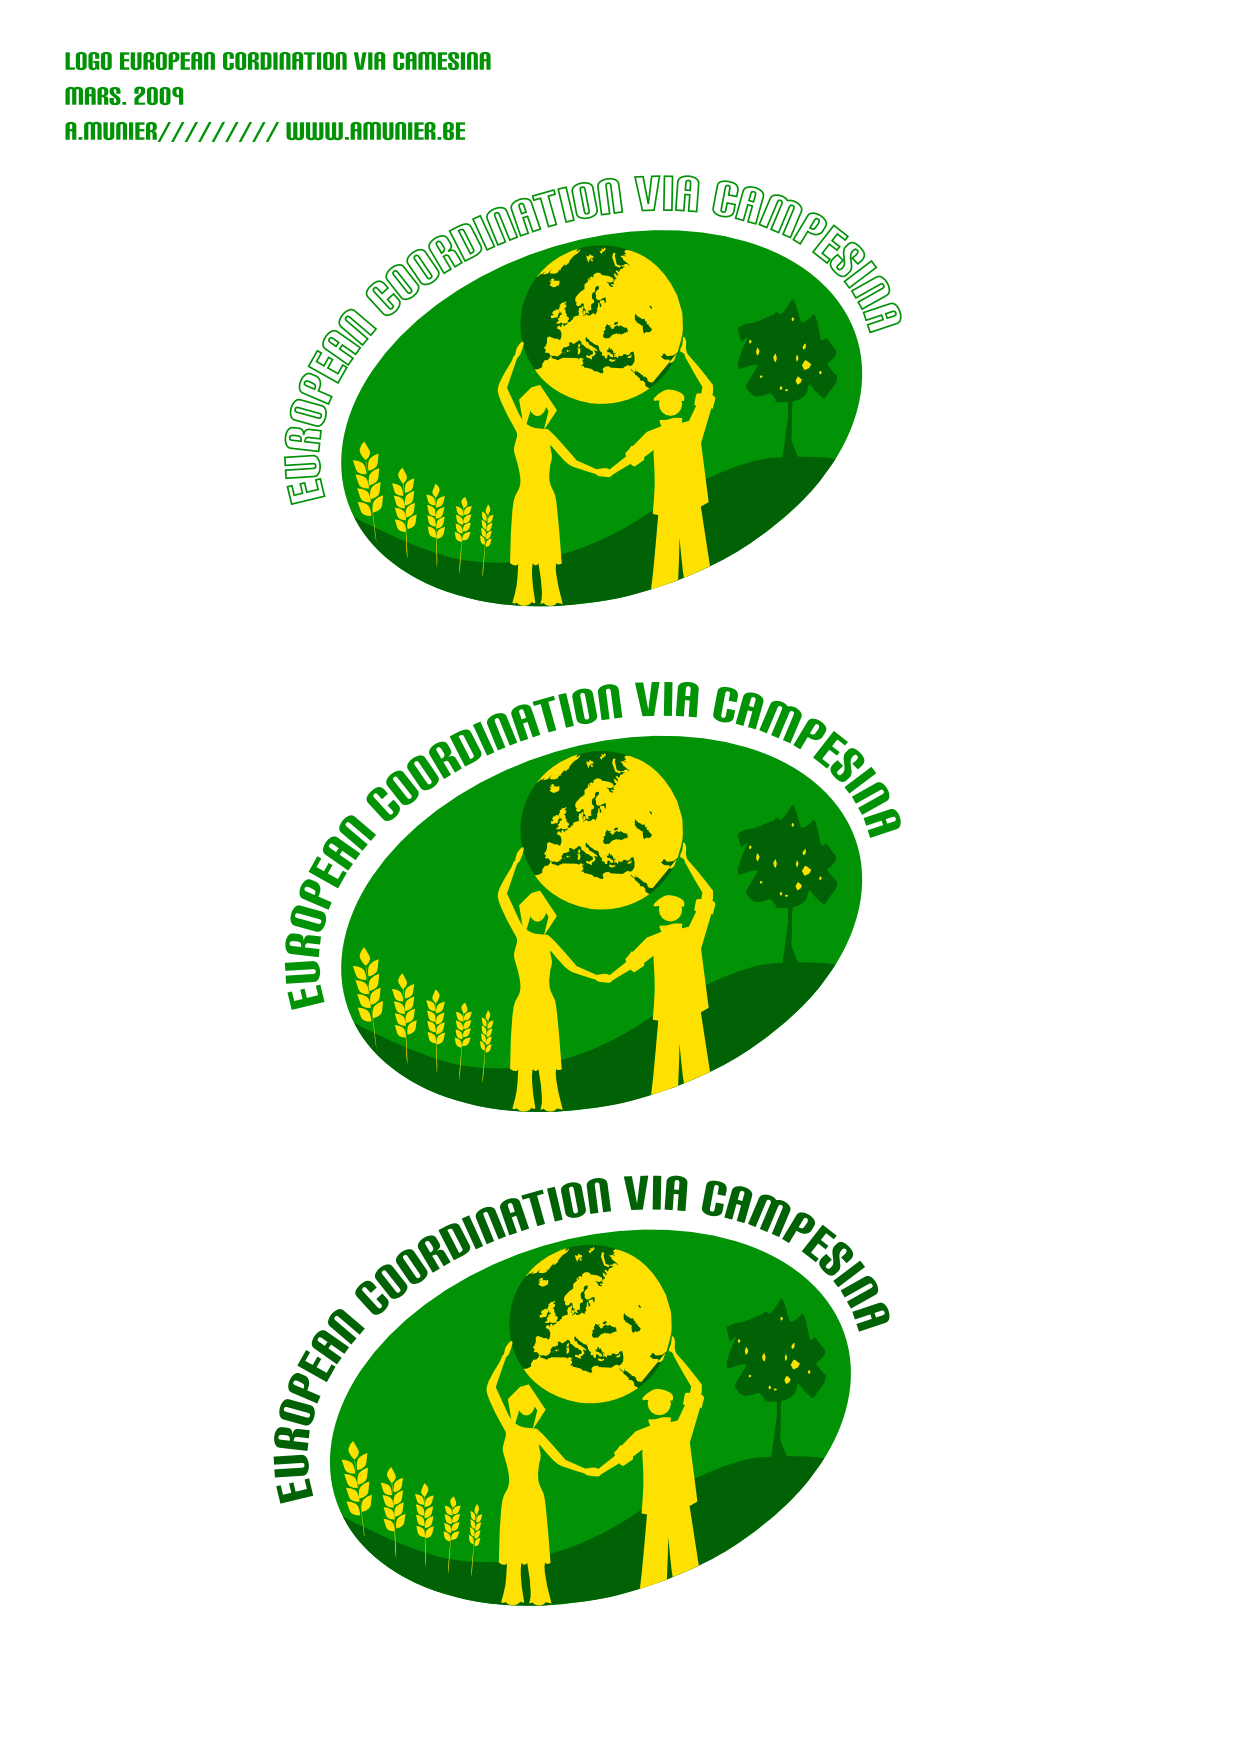 LOGO EUROPEAN CORDINATION VIA CAMESINA
MARS. 2009
A.MUNIER///////// WWW.AMUNIER.BE
EUROPEAN COORDINATION VIA CAMPESINA
EUROPEAN COORDINATION VIA CAMPESINA
EUROPEAN COORDINATION VIA CAMPESINA